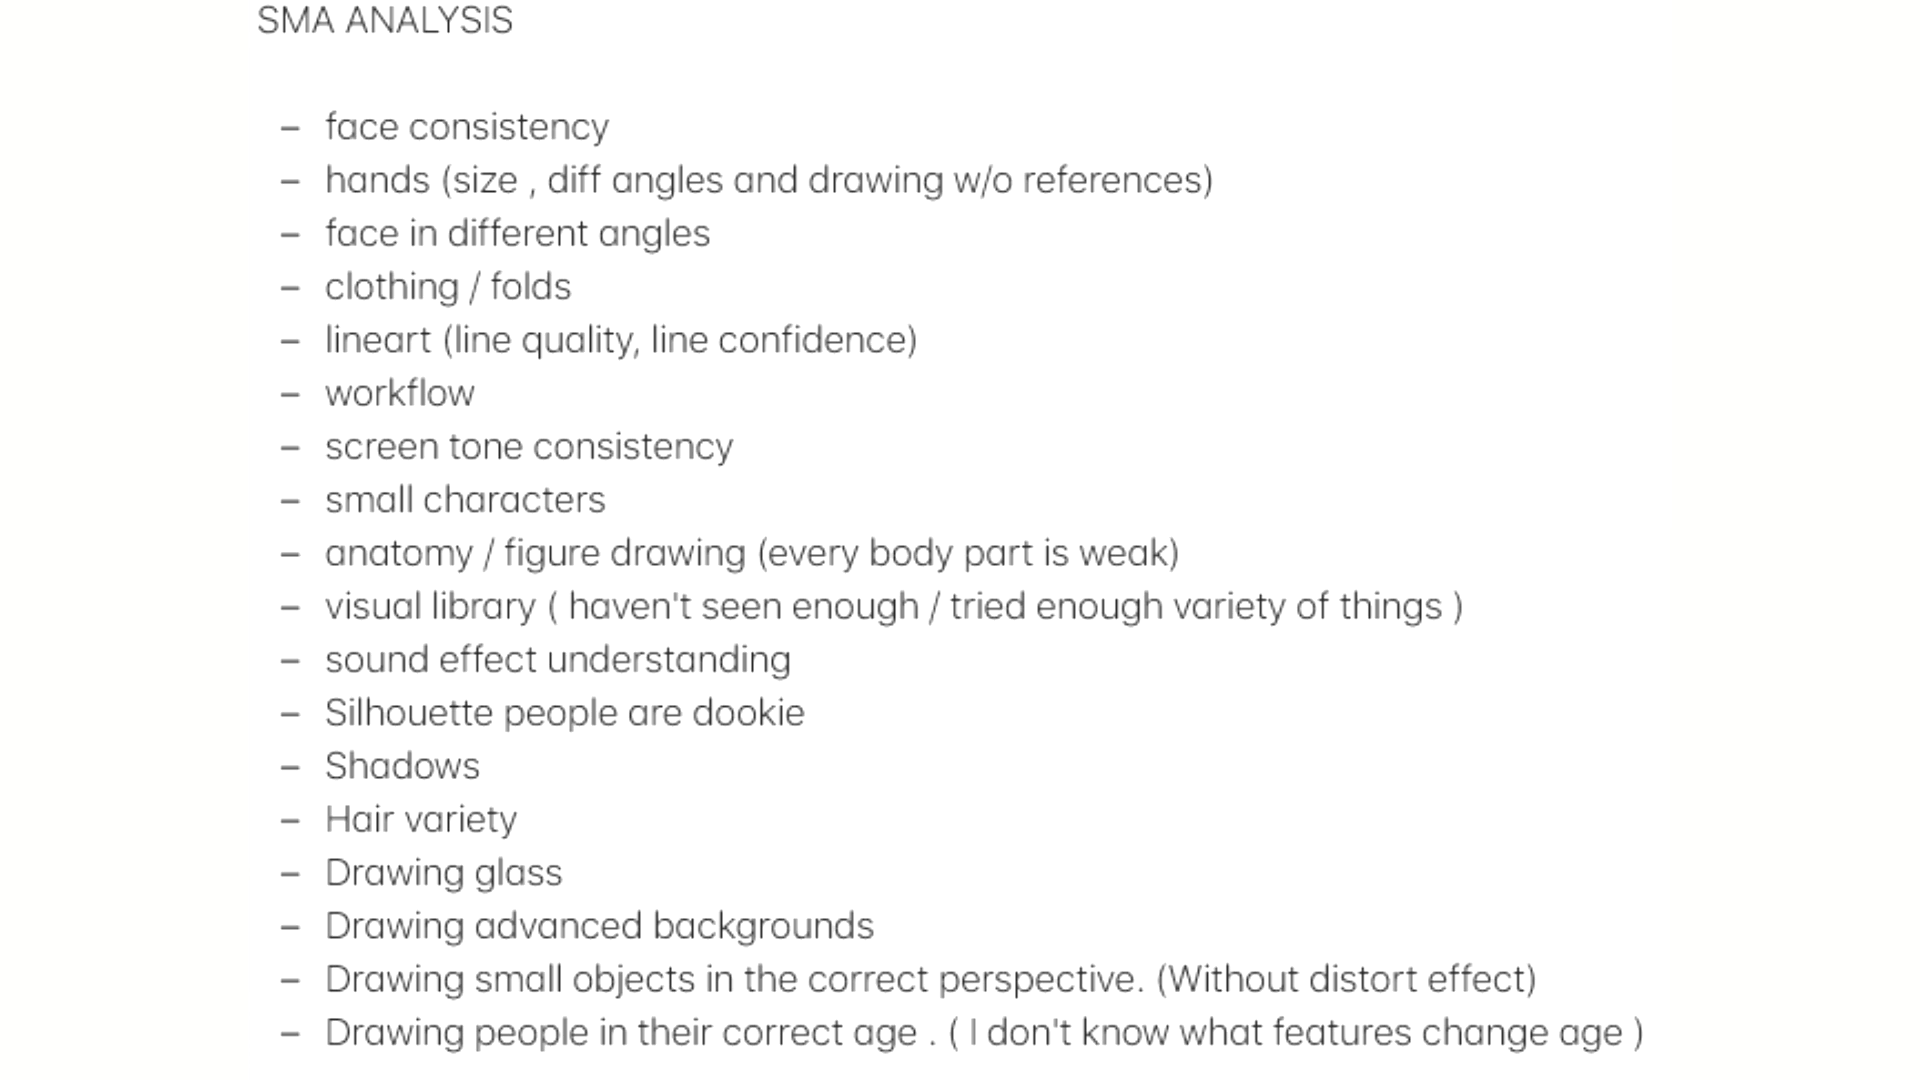 SMA ANALYSIS
– face consistency
– hands (size , diff angles and drawing w/o references)
– face in different angles
– clothing / folds
– lineart (line quality, line confidence)
– workflow
– screen tone consistency
– small characters
– anatomy / figure drawing (every body part is weak)
– visual library ( haven't seen enough / tried enough variety of things )
– sound effect understanding
– Silhouette people are dookie
– Shadows
– Hair variety
– Drawing glass
– Drawing advanced backgrounds
– Drawing small objects in the correct perspective. (Without distort effect)
– Drawing people in their correct age . ( I don't know what features change age )